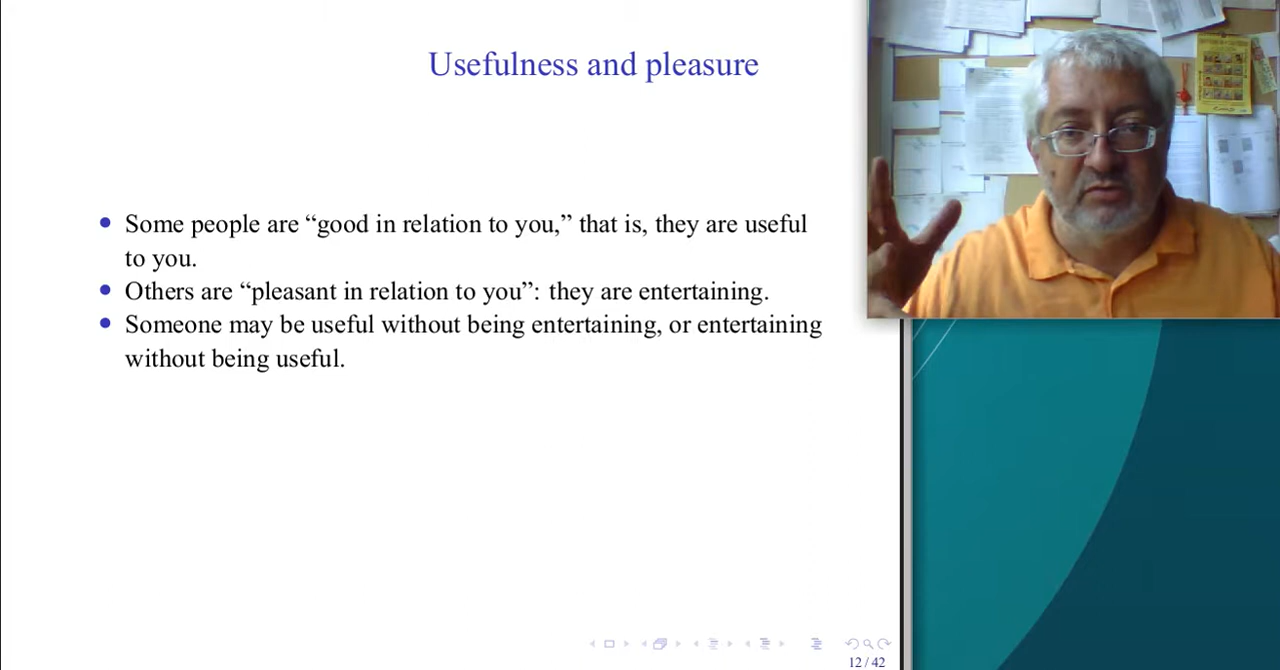 Usefulness and pleasure
Some people are “good in relation to you,” that is, they are useful
to you.
Others are “pleasant in relation to you”: they are entertaining.
Someone may be useful without being entertaining, or entertaining
without being useful.
12 / 42